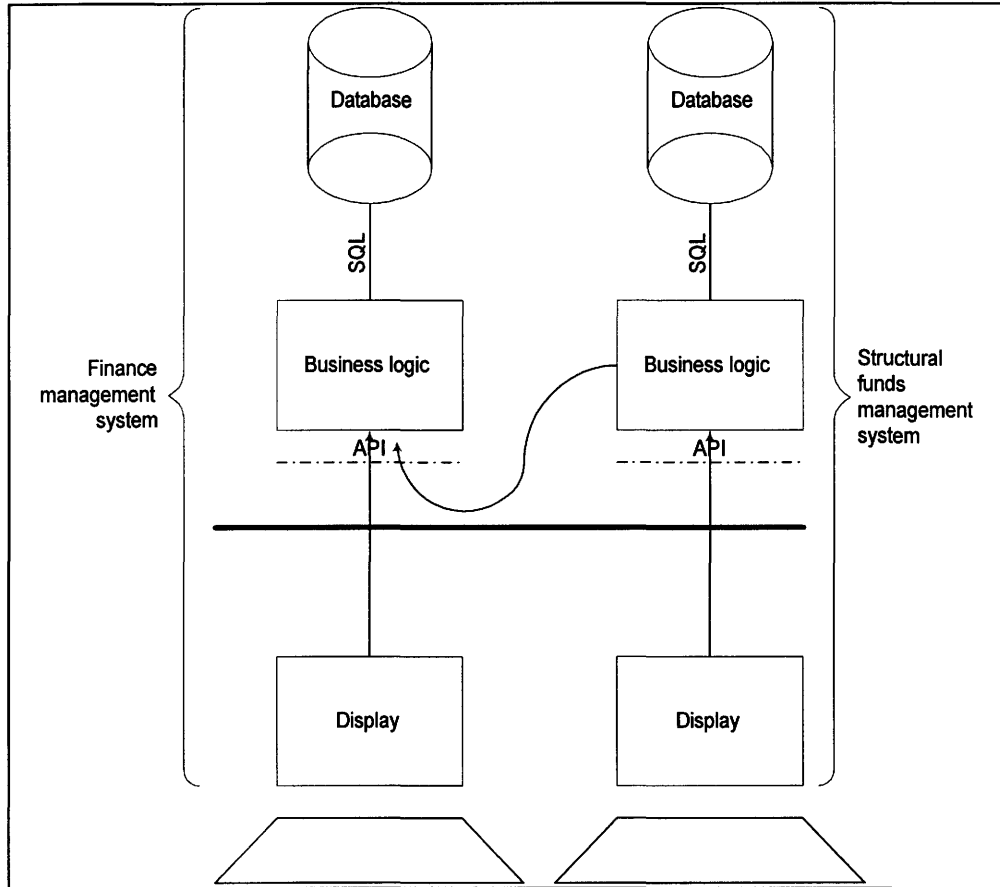 Database
Database
SQL
SQL
Business logic
Business logic
Finance
management
system
Structural
funds
management
system
API
API
Display
Display